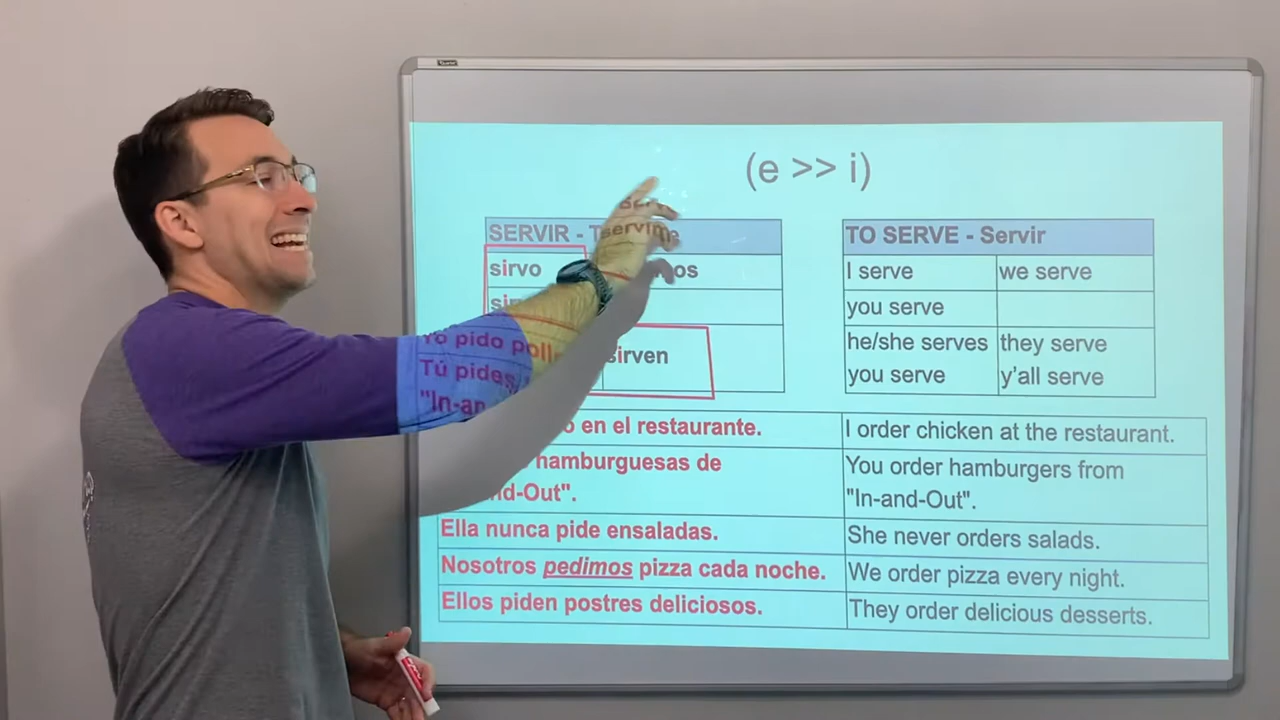 (e >> i)
SERVIR -
TO SERVE - Servir
sirvo
I serve
we serve
you serve
sirven
he/she serves
you serve
they serve
y'all serve
Yo pido
en el restaurante.
I order chicken at the restaurant.
Tú pides
hamburguesas de
"In-and-Out".
You order hamburgers from
"In-and-Out".
Ella nunca pide ensaladas.
She never orders salads.
Nosotros pedimos pizza cada noche.
We order pizza every night.
Ellos piden postres deliciosos.
They order delicious desserts.